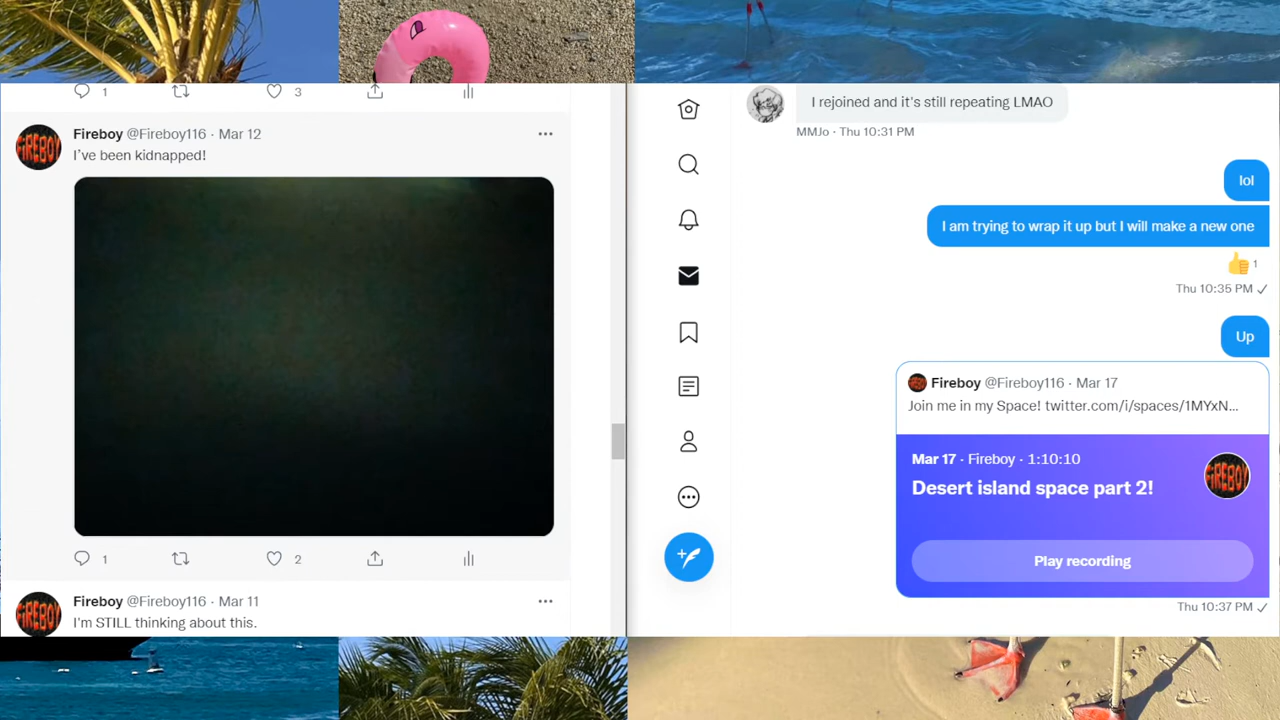 1
3
Fireboy @Fireboy116 · Mar 12
I've been kidnapped!
1
2
Fireboy @Fireboy116 · Mar 11
I'm STILL thinking about this.
I rejoined and it's still repeating LMAO
MMJo · Thu 10:31 PM
lol
I am trying to wrap it up but I will make a new one
1
Thu 10:35 PM
Up
Fireboy @Fireboy116 · Mar 17
Join me in my Space! twitter.com/i/spaces/1MYxN...
Mar 17 · Fireboy · 1:10:10
FIREBOY
Desert island space part 2!
Play recording
Thu 10:37 PM